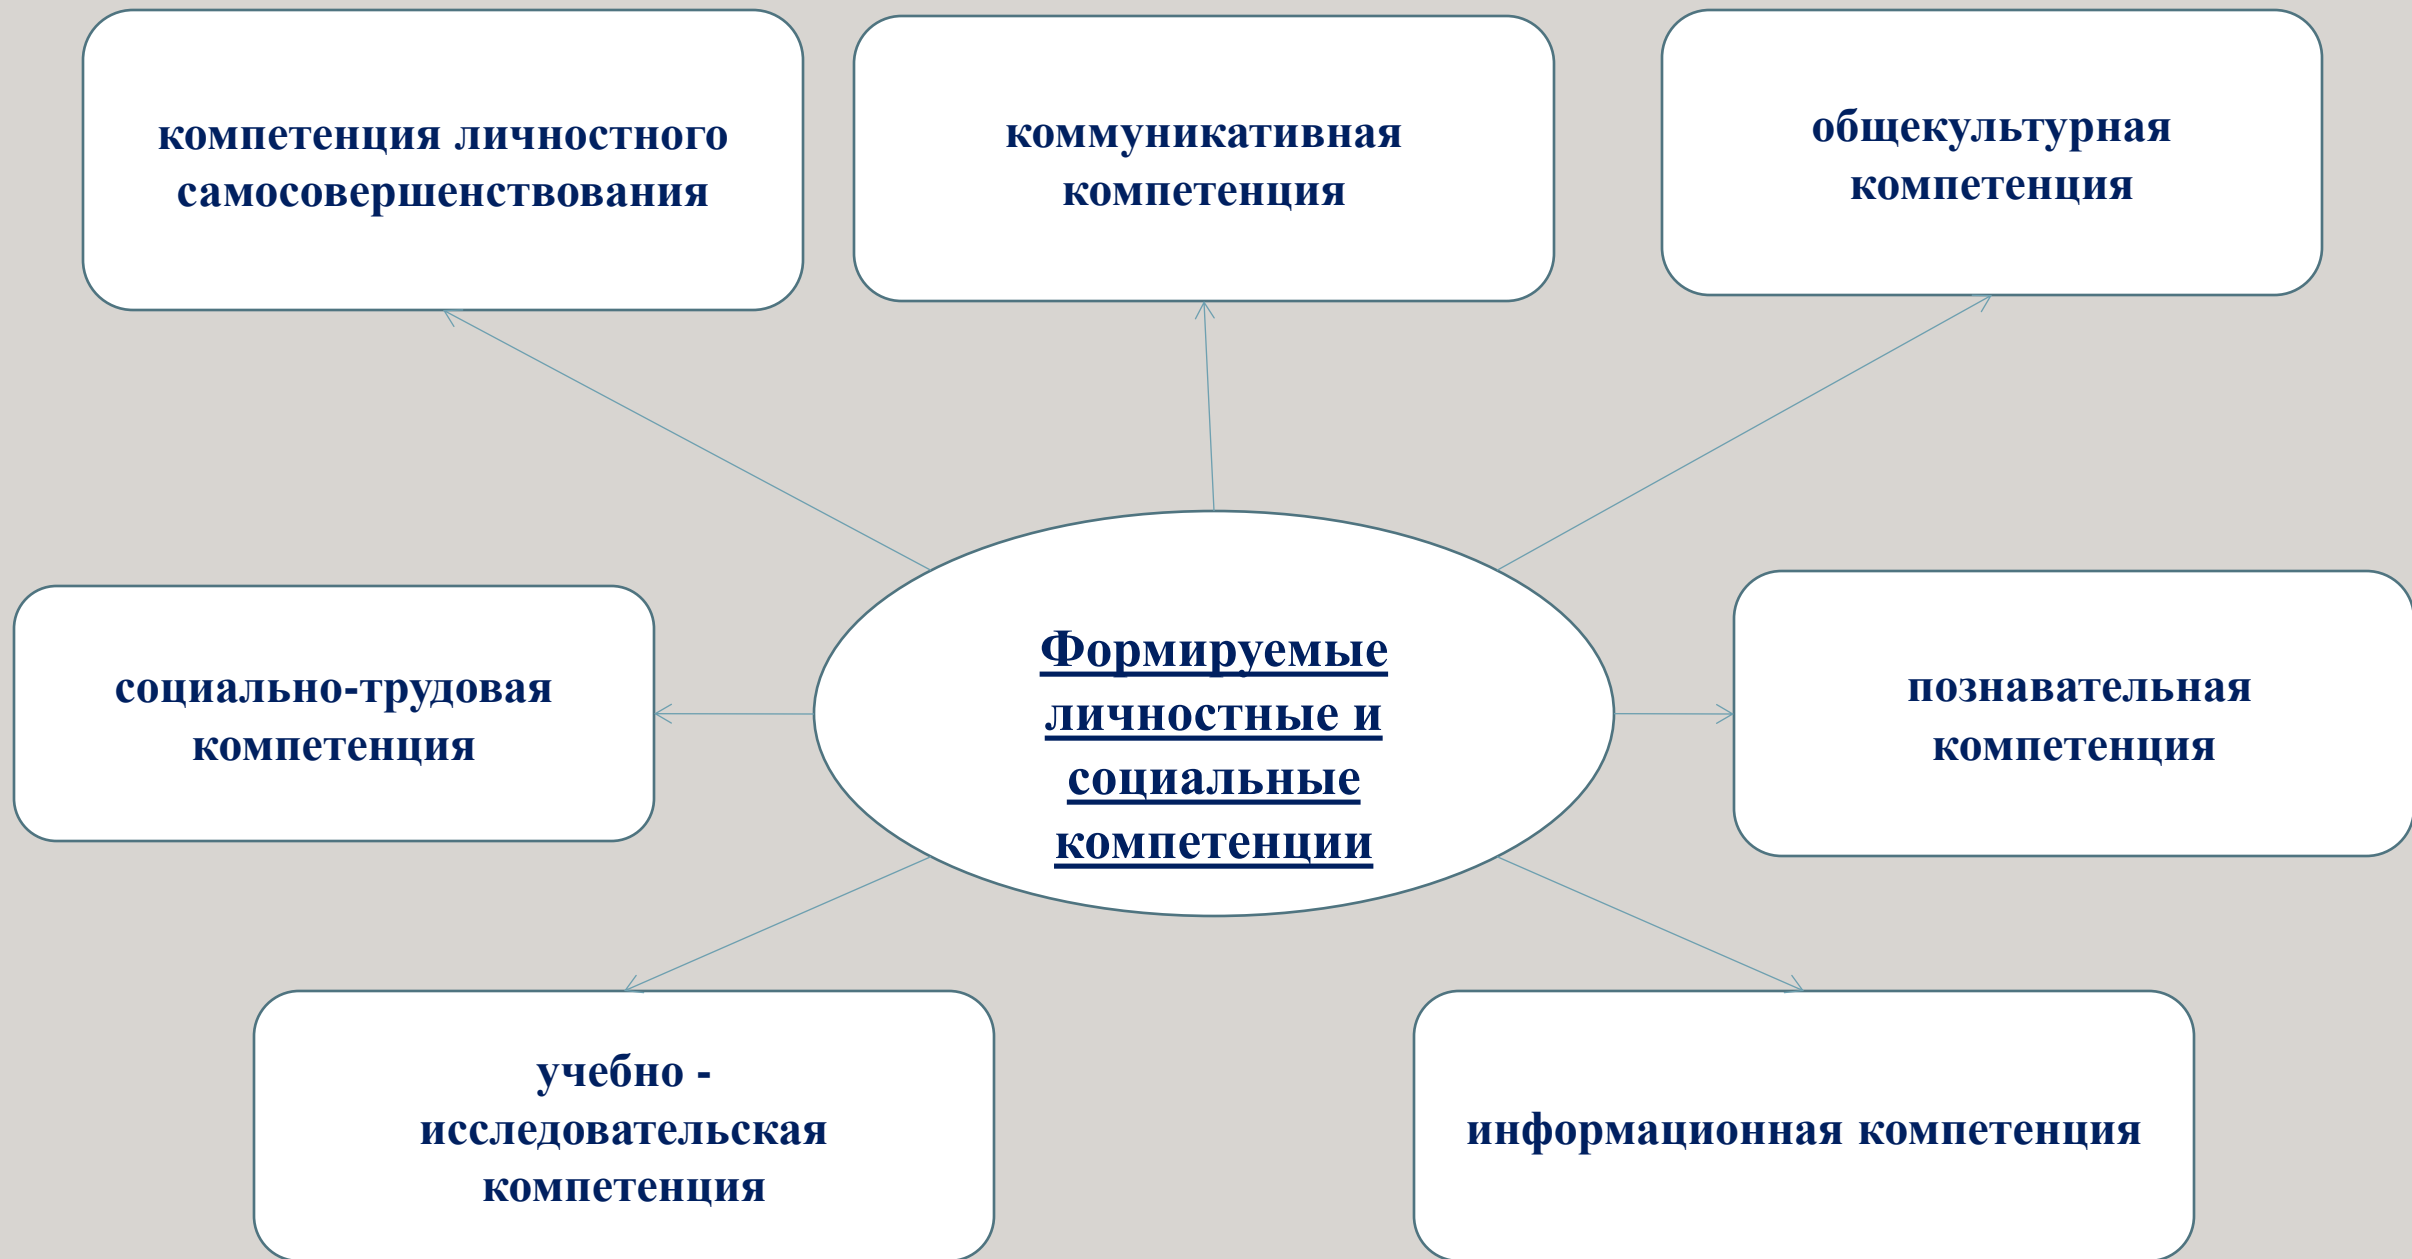 компетенция личностного
самосовершенствования
коммуникативная
компетенция
общекультурная
компетенция
социально-трудовая
компетенция
Формируемые
личностные и
социальные
компетенции
познавательная
компетенция
учебно -
исследовательская
компетенция
информационная компетенция